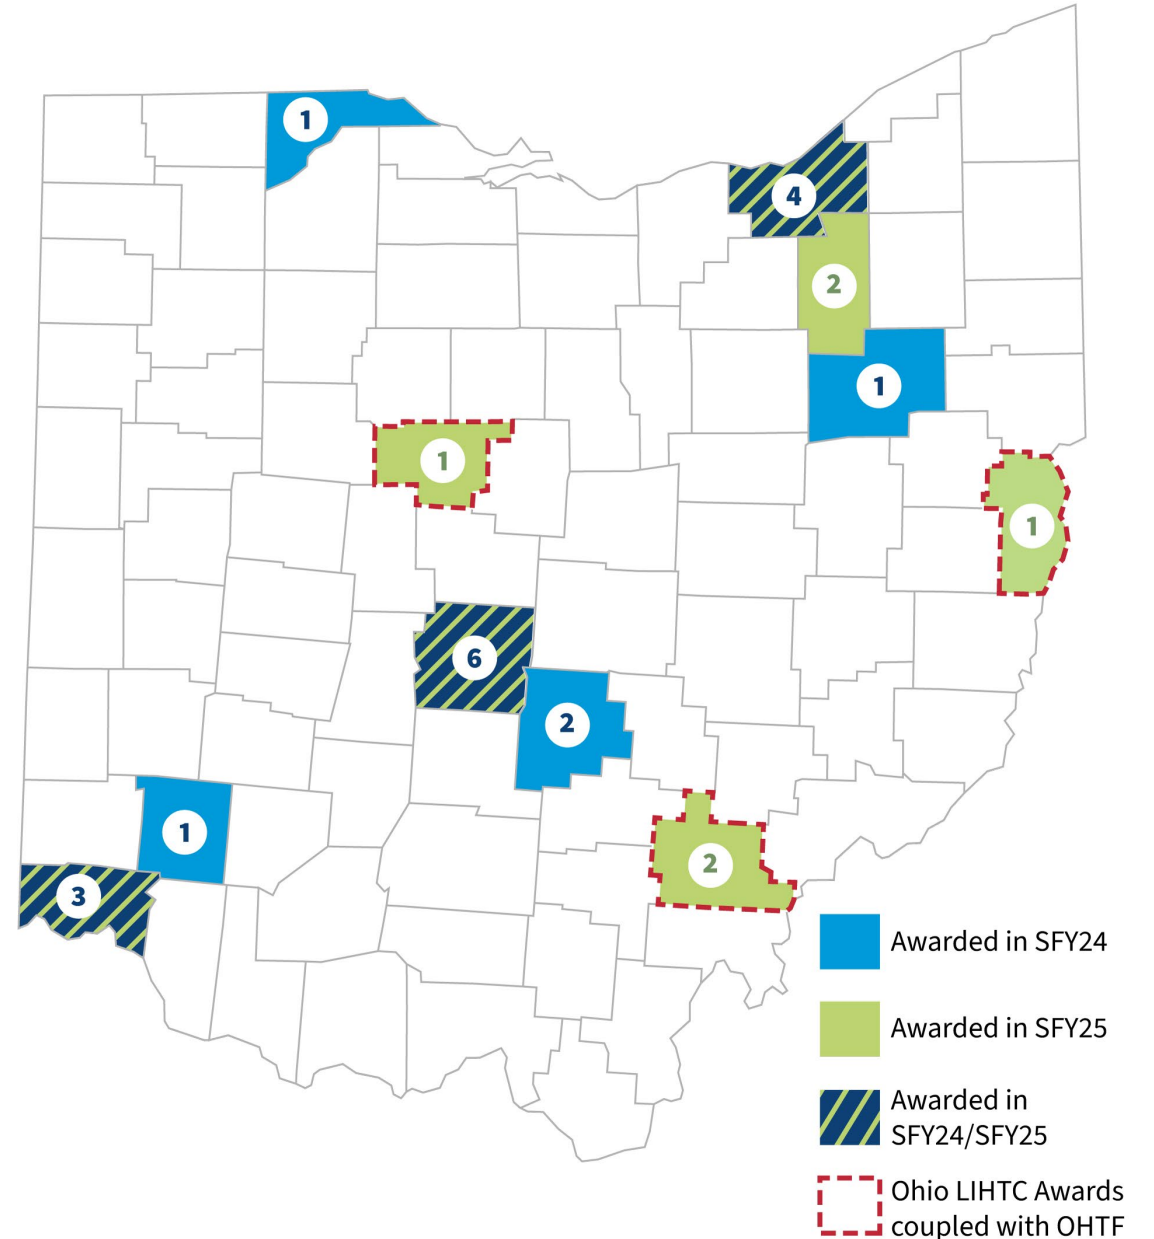 1
4
2
1
1
1
6
2
1
2
3
Awarded in SFY24
Awarded in SFY25
Awarded in
SFY24/SFY25
Ohio LIHTC Awards
coupled with OHTF